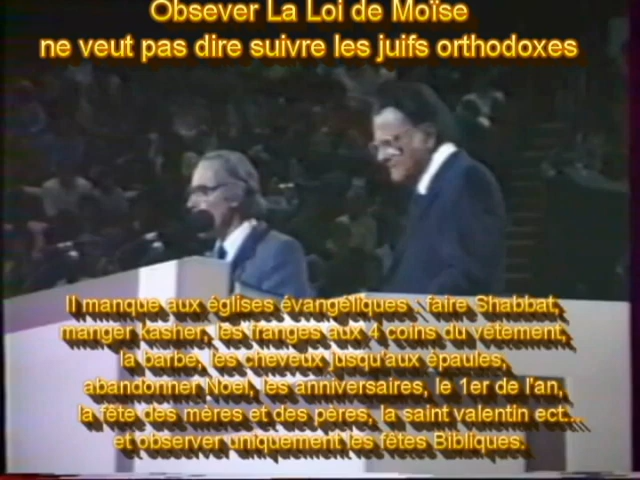 Obsever La Loi de Moïse
ne veut pas dire suivre les juifs orthodoxes
Il manque aux églises évangéliques : faire Shabbat,
manger kasher, les franges aux 4 coins du vêtement,
la barbe, les cheveux jusqu'aux épaules,
abandonner Noel, les anniversaires, le 1er de l'an,
la fête des mères et des pères, la saint valentin ect...
et observer uniquement les fêtes Bibliques.